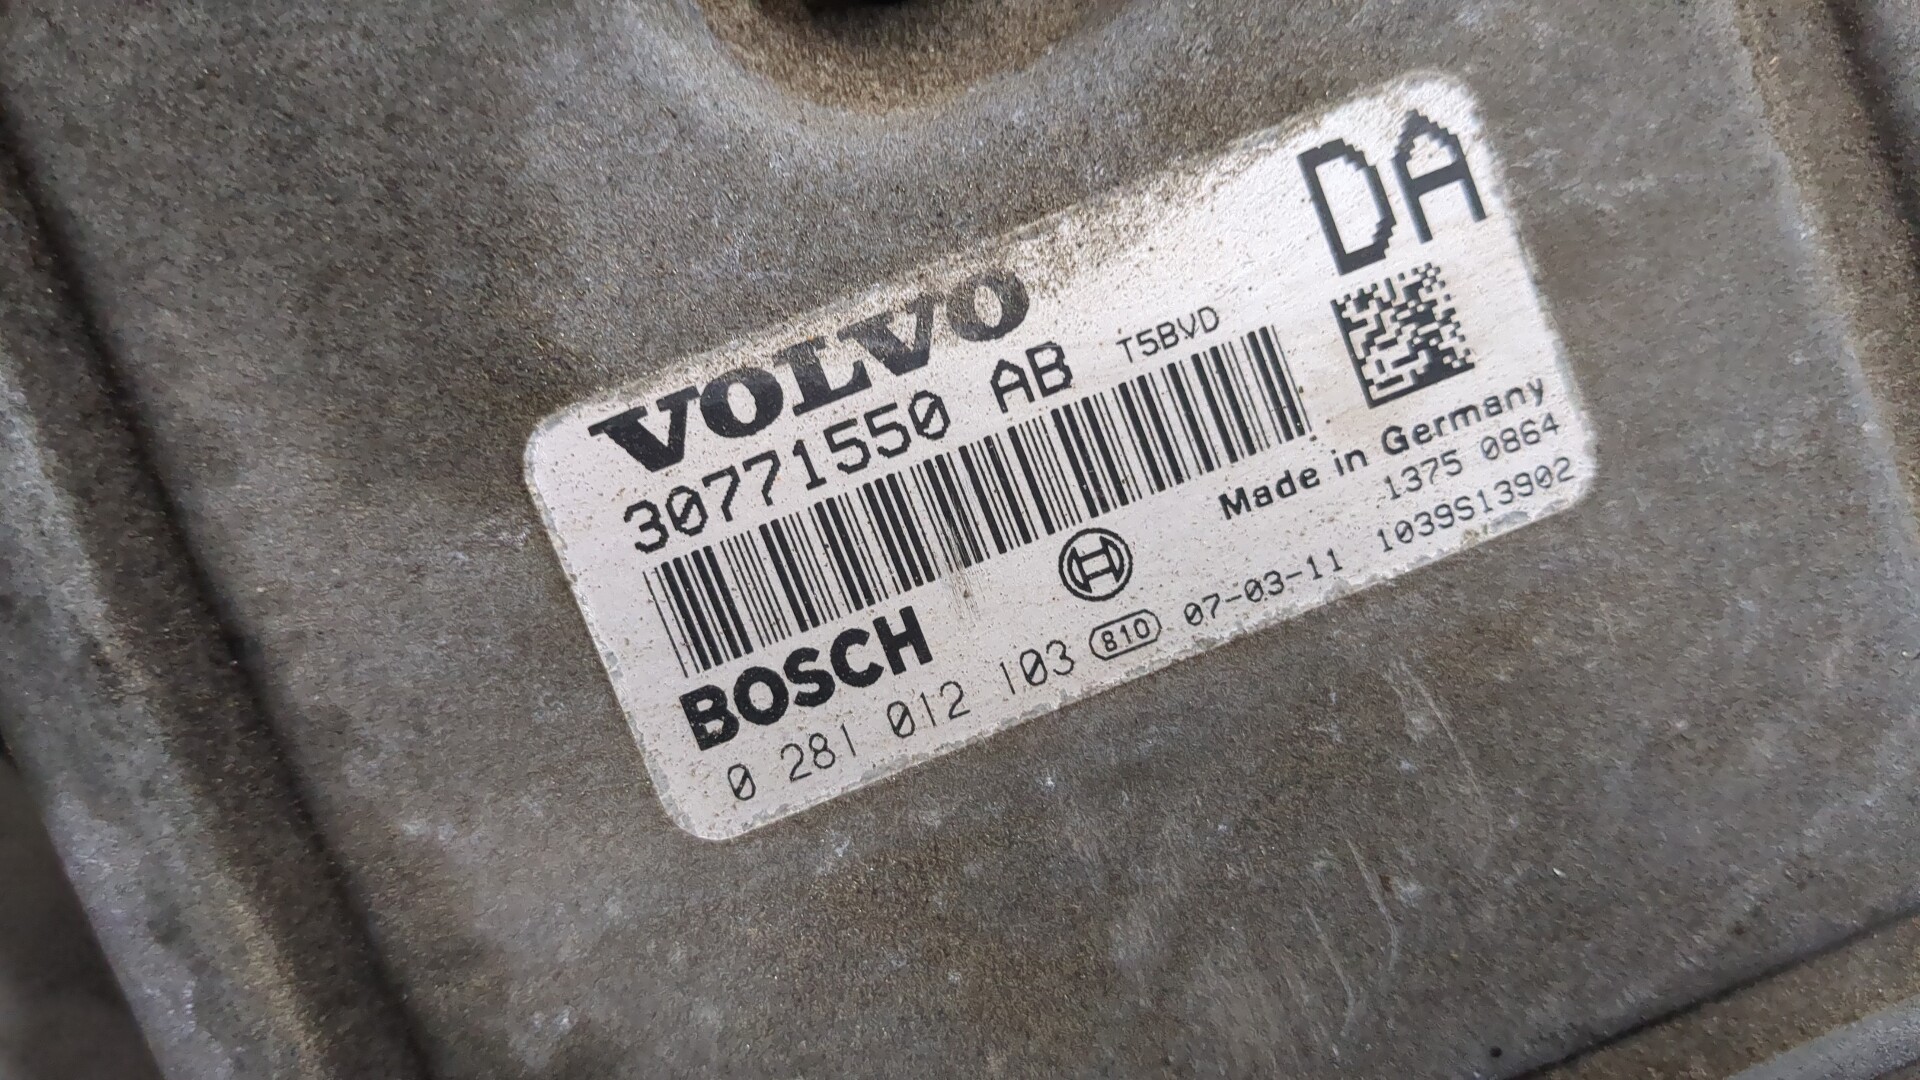 DA
VOLVO
30771550 AB T5BVD
Made in Germany
1375 0864
1039S13902
BOSCH
0 281 012 103 810 07-03-11